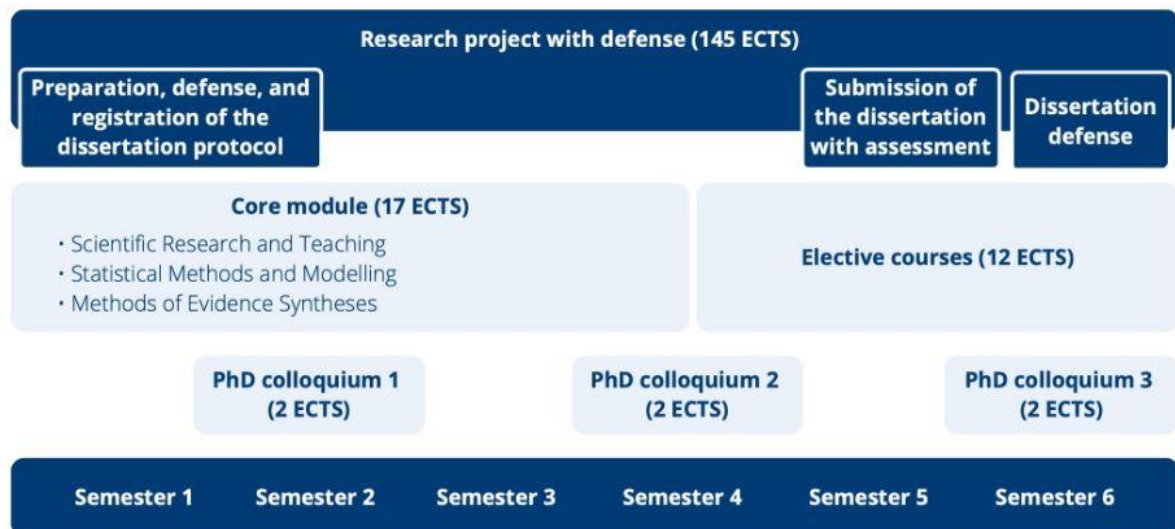 Research project with defense (145 ECTS)
Preparation, defense, and
registration of the
dissertation protocol
Submission of
the dissertation
with assessment
Dissertation
defense
Core module (17 ECTS)
• Scientific Research and Teaching
• Statistical Methods and Modelling
• Methods of Evidence Syntheses
Elective courses (12 ECTS)
PhD colloquium 1
(2 ECTS)
PhD colloquium 2
(2 ECTS)
PhD colloquium 3
(2 ECTS)
Semester 1
Semester 2
Semester 3
Semester 4
Semester 5
Semester 6